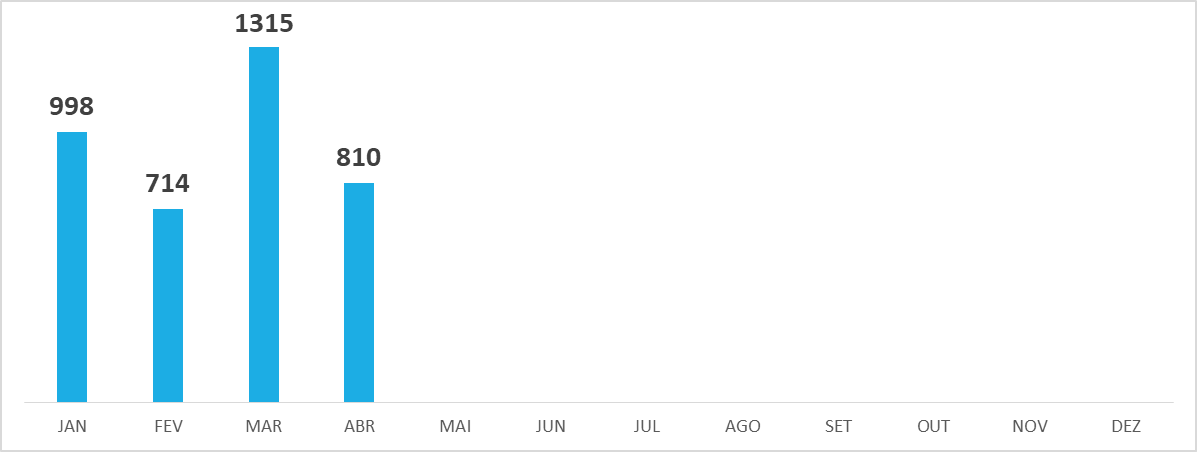 1315
998
810
714
JAN FEV MAR ABR MAI JUN JUL AGO SET OUT NOV DEZ